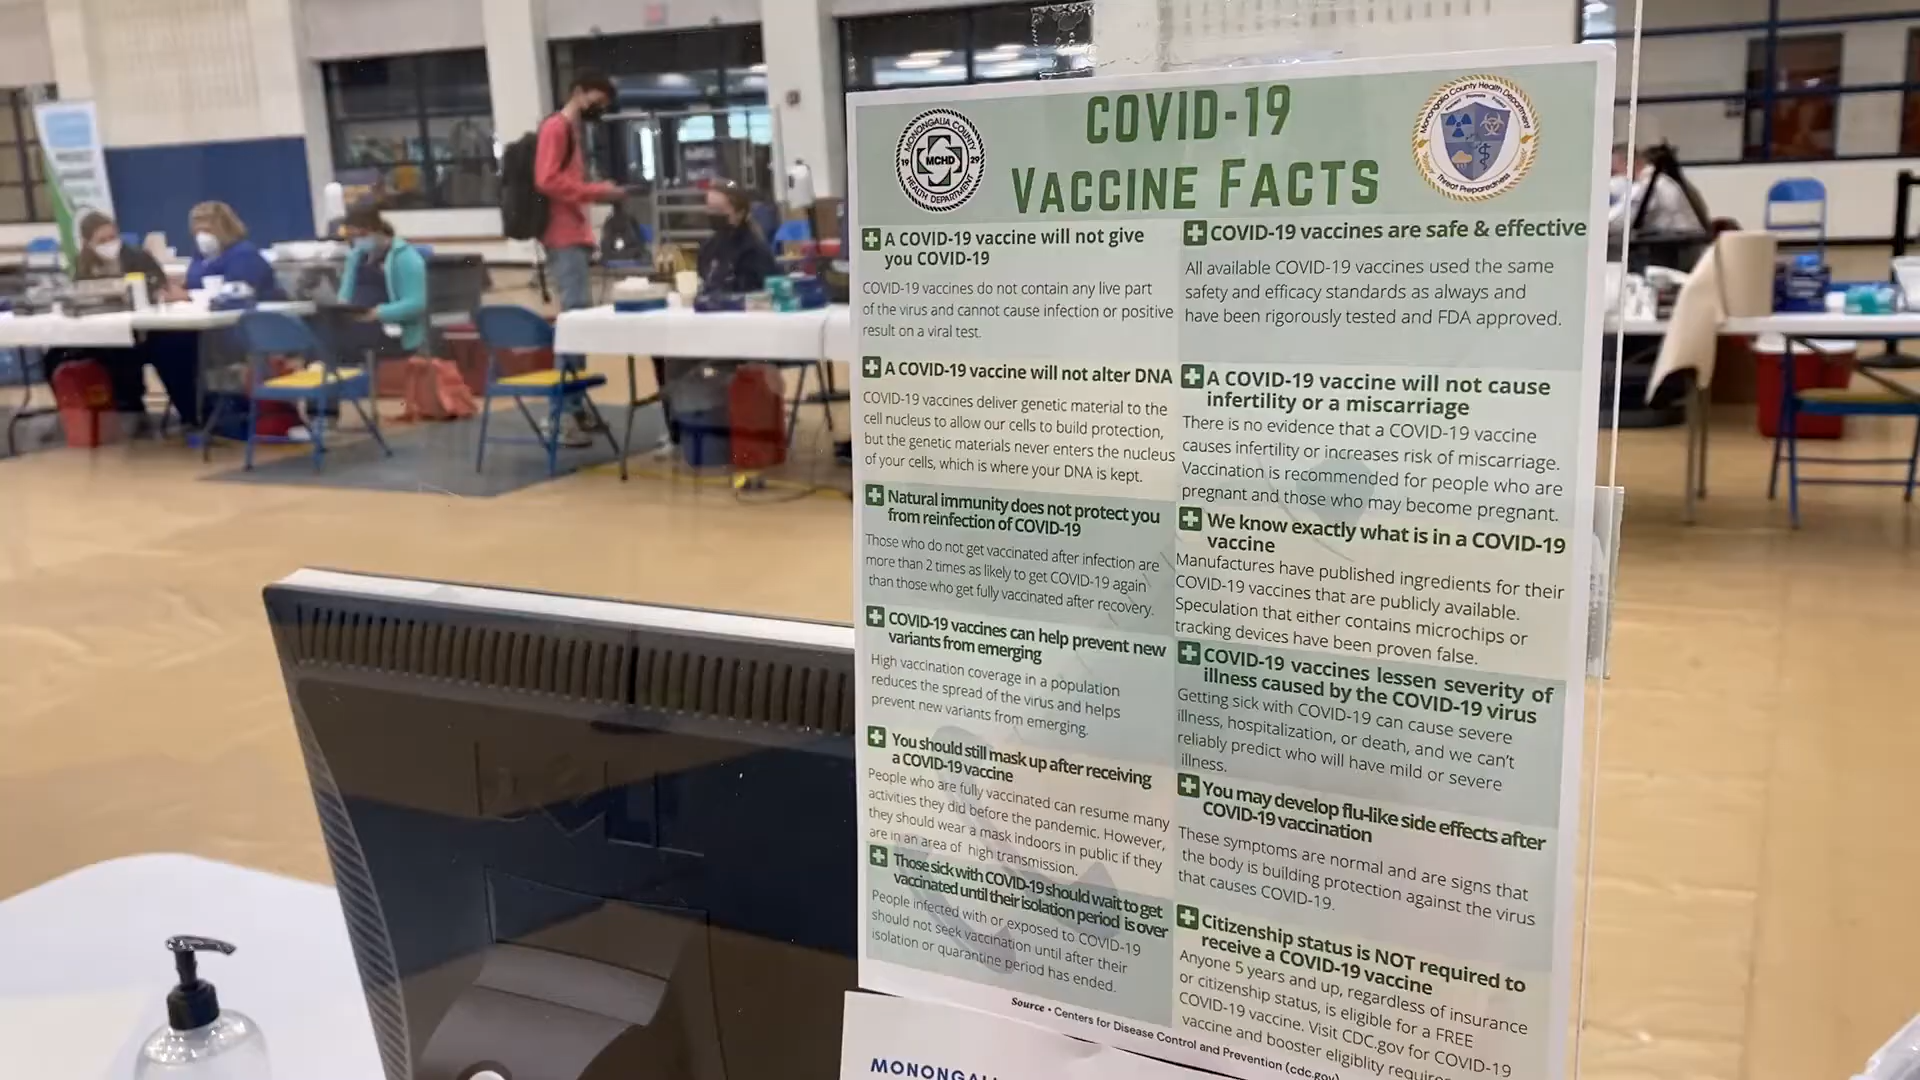 COVID-19
VACCINE FACTS
MONONGALIA COUNTY
19 MCHD 29
HEALTH DEPARTMENT
Monongalia County Health Department
Threat Preparedness
A COVID-19 vaccine will not give
you COVID-19
COVID-19 vaccines do not contain any live part
of the virus and cannot cause infection or positive
result on a viral test.
A COVID-19 vaccine will not alter DNA
COVID-19 vaccines deliver genetic material to the
cell nucleus to allow our cells to build protection,
but the genetic materials never enters the nucleus
of your cells, which is where your DNA is kept.
Natural immunity does not protect you
from reinfection of COVID-19
Those who do not get vaccinated after infection are
more than 2 times as likely to get COVID-19 again
than those who get fully vaccinated after recovery.
COVID-19 vaccines can help prevent new
variants from emerging
High vaccination coverage in a population
reduces the spread of the virus and helps
prevent new variants from emerging.
You should still mask up after receiving
a COVID-19 vaccine
People who are fully vaccinated can resume many
activities they did before the pandemic. However,
they should wear a mask indoors in public if they
are in an area of high transmission.
Those sick with COVID-19 should wait to get
vaccinated until their isolation period is over
People infected with or exposed to COVID-19
should not seek vaccination until after their
isolation or quarantine period has ended.
COVID-19 vaccines are safe & effective
All available COVID-19 vaccines used the same
safety and efficacy standards as always and
have been rigorously tested and FDA approved.
A COVID-19 vaccine will not cause
infertility or a miscarriage
There is no evidence that a COVID-19 vaccine
causes infertility or increases risk of miscarriage.
Vaccination is recommended for people who are
pregnant and those who may become pregnant.
We know exactly what is in a COVID-19
vaccine
Manufactures have published ingredients for their
COVID-19 vaccines that are publicly available.
Speculation that either contains microchips or
tracking devices have been proven false.
COVID-19 vaccines lessen severity of
illness caused by the COVID-19 virus
Getting sick with COVID-19 can cause severe
illness, hospitalization, or death, and we can't
reliably predict who will have mild or severe
illness.
You may develop flu-like side effects after
COVID-19 vaccination
These symptoms are normal and are signs that
the body is building protection against the virus
that causes COVID-19.
Citizenship status is NOT required to
receive a COVID-19 vaccine
Anyone 5 years and up, regardless of insurance
or citizenship status, is eligible for a FREE
COVID-19 vaccine. Visit CDC.gov for COVID-19
vaccine and booster eligiblity require
Source • Centers for Disease Control and Prevention (cdc.gov)
MONONGAL